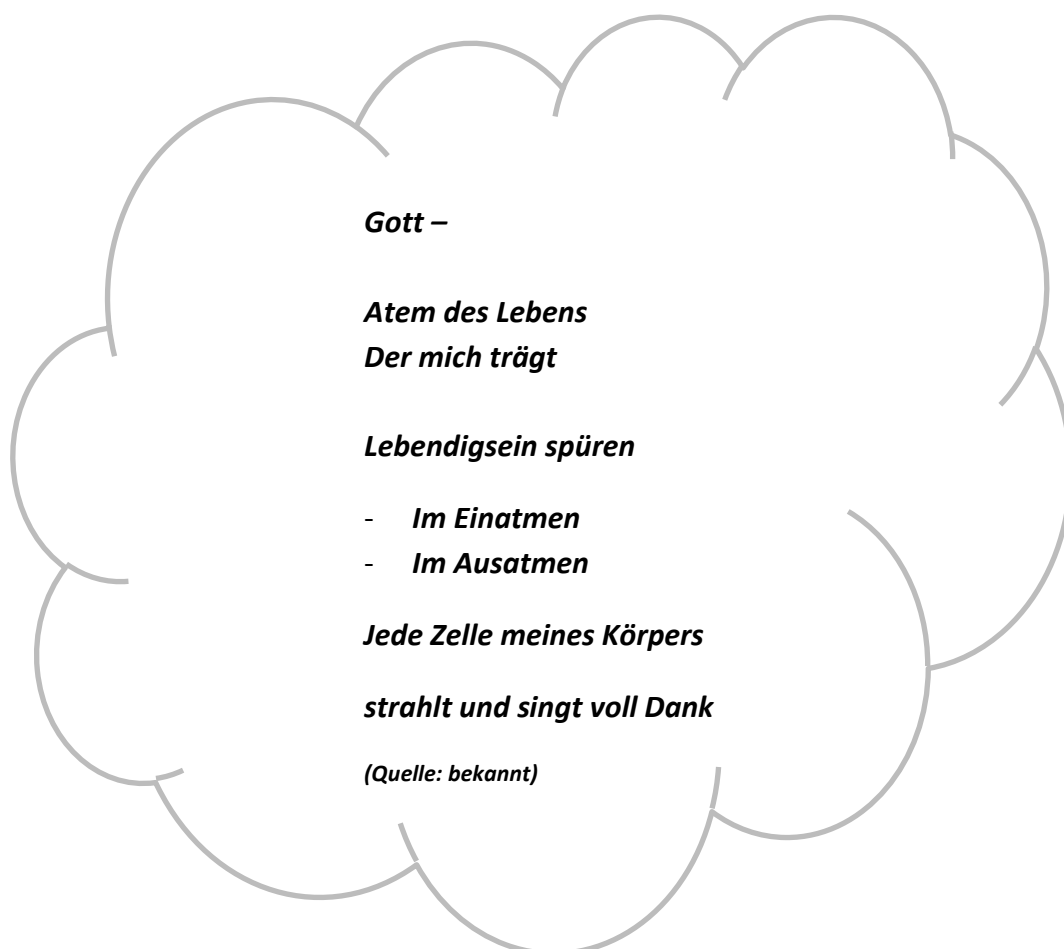 Gott –
Atem des Lebens
Der mich trägt
Lebendigsein spüren
- Im Einatmen
- Im Ausatmen
Jede Zelle meines Körpers
strahlt und singt voll Dank
(Quelle: bekannt)